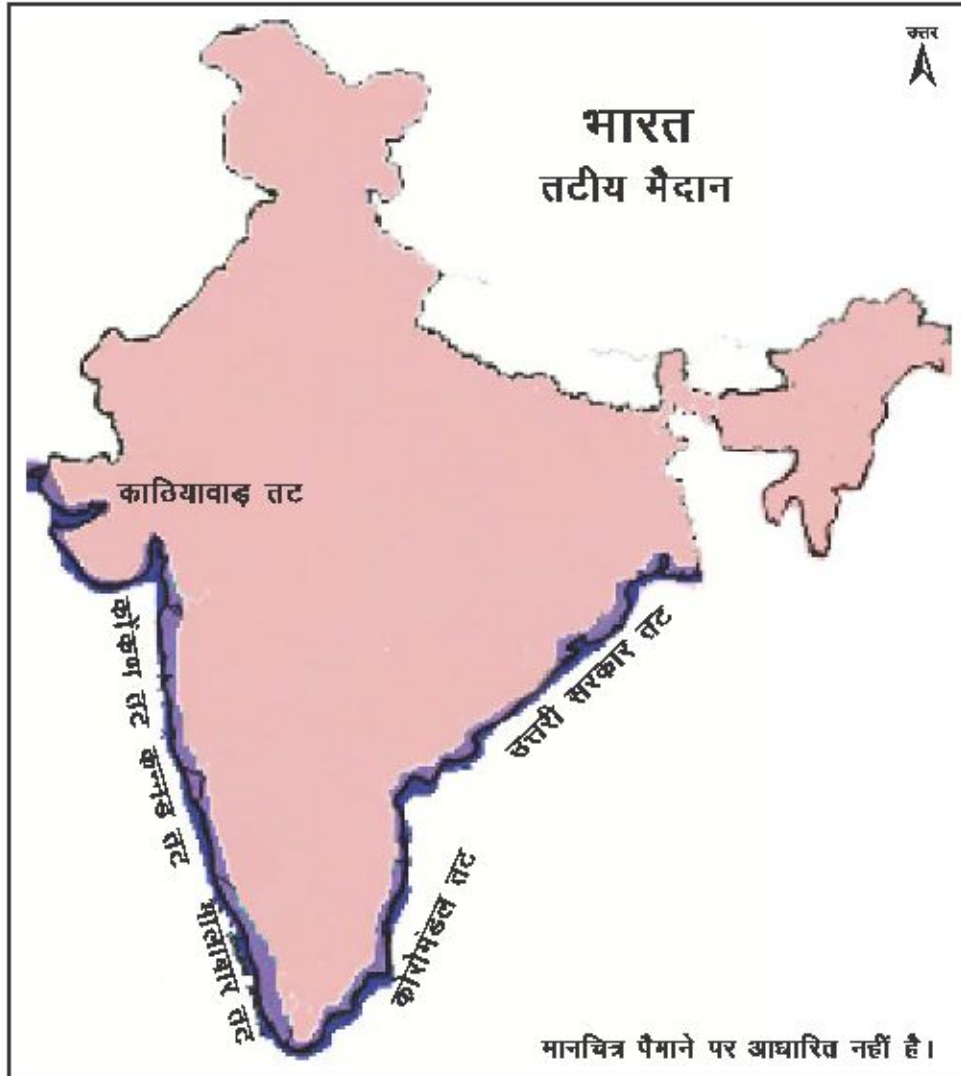 उत्तर
भारत
तटीय मैदान
काठियावाड़ तट
कोंकण तट
कन्नड तट
मालाबार तट
उत्तरी सरकार तट
कोरोमंडल तट
मानचित्र पैमाने पर आधारित नहीं है।